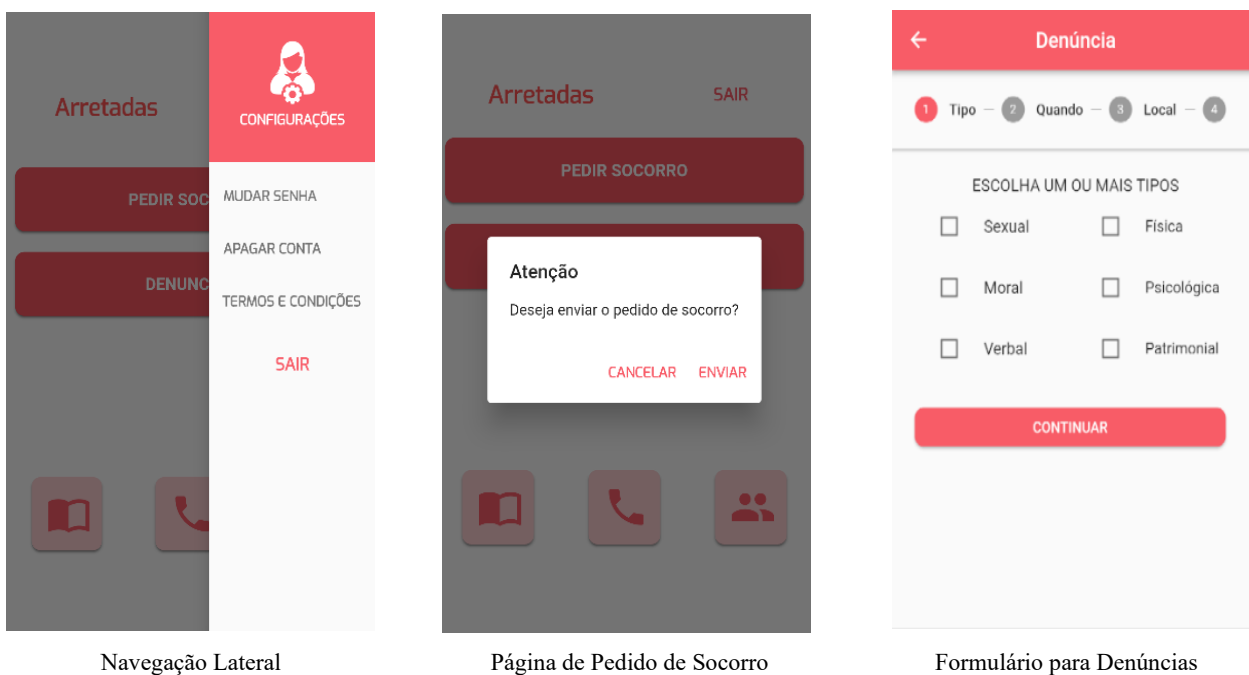 Arretadas
CONFIGURAÇÕES
PEDIR SOC
DENUNC
MUDAR SENHA
APAGAR CONTA
TERMOS E CONDIÇÕES
SAIR
Navegação Lateral
Arretadas
SAIR
PEDIR SOCORRO
Atenção
Deseja enviar o pedido de socorro?
CANCELAR ENVIAR
Página de Pedido de Socorro
Denúncia
1 Tipo — 2 Quando — 3 Local — 4
ESCOLHA UM OU MAIS TIPOS
Sexual Física
Moral Psicológica
Verbal Patrimonial
CONTINUAR
Formulário para Denúncias